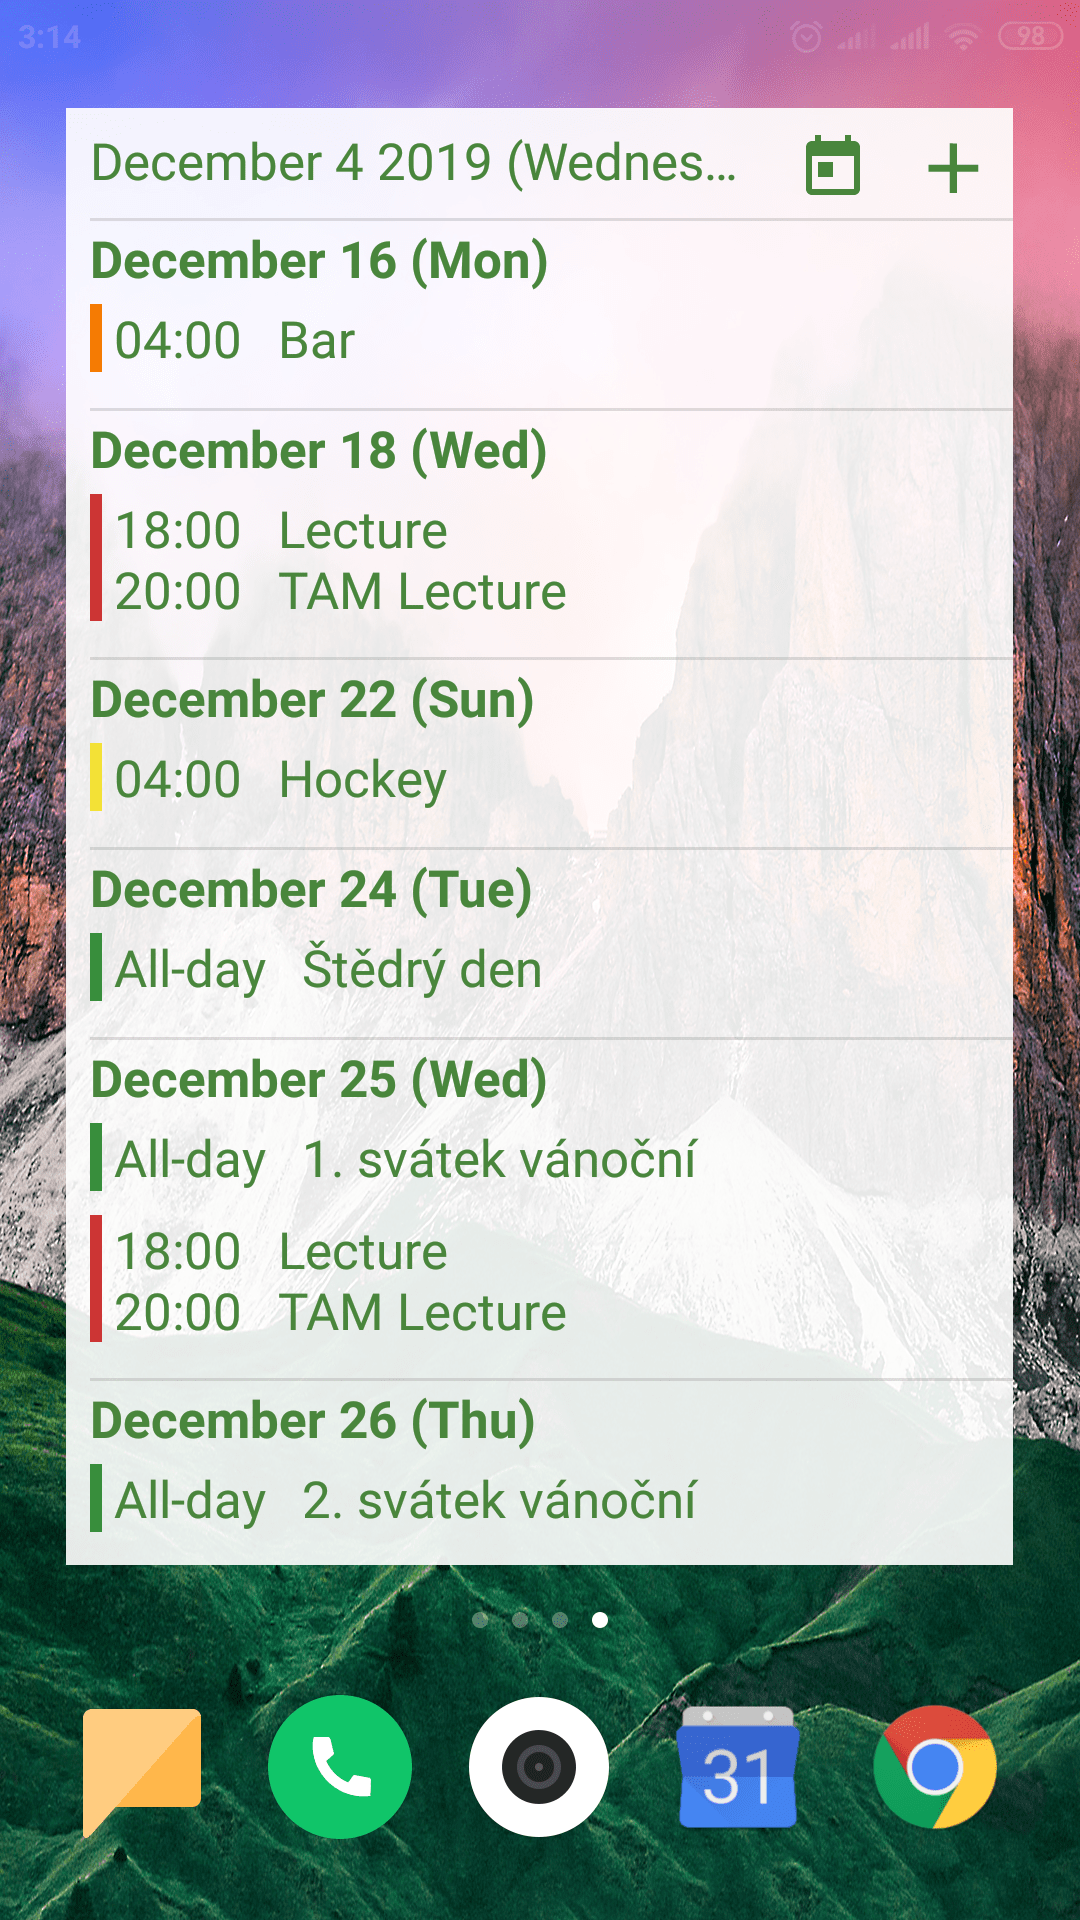 3:14
98
December 4 2019 (Wednes...
December 16 (Mon)
04:00 Bar
December 18 (Wed)
18:00 Lecture
20:00 TAM Lecture
December 22 (Sun)
04:00 Hockey
December 24 (Tue)
All-day Štědrý den
December 25 (Wed)
All-day 1. svátek vánoční
18:00 Lecture
20:00 TAM Lecture
December 26 (Thu)
All-day 2. svátek vánoční
31